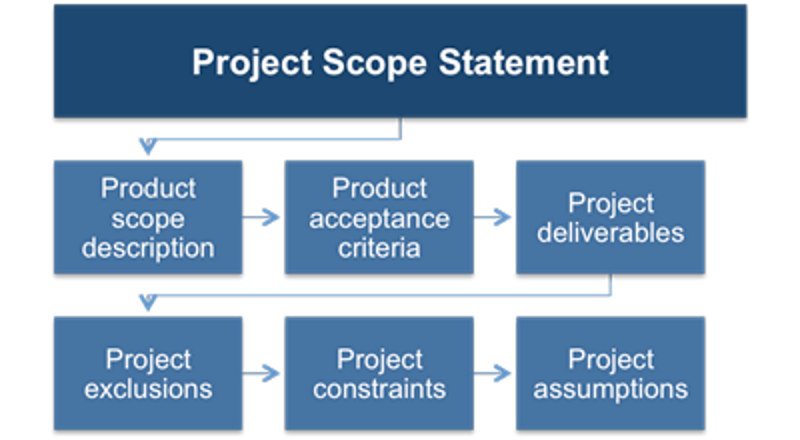 Project Scope Statement
Product
scope
description
Product
acceptance
criteria
Project
deliverables
Project
exclusions
Project
constraints
Project
assumptions